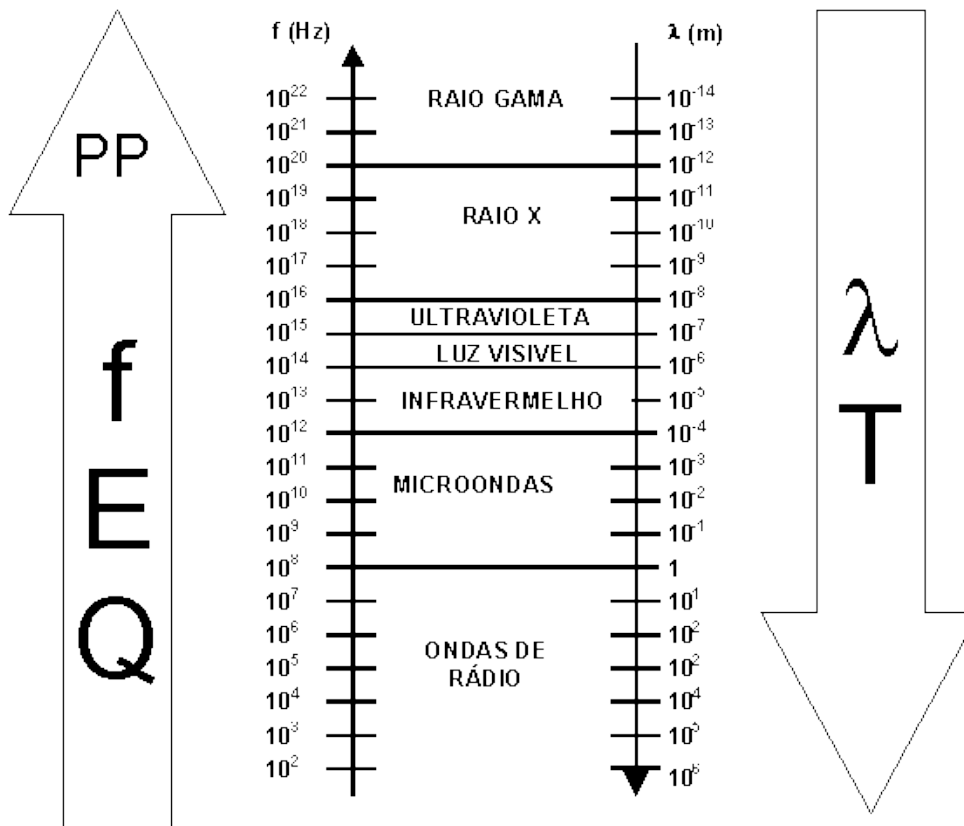 f (Hz) λ (m)
10²² RAIO GAMA 10⁻¹⁴
10²¹ 10⁻¹³
PP
10²⁰ 10⁻¹²
10¹⁹ 10⁻¹¹
RAIO X
10¹⁸ 10⁻¹⁰
10¹⁷ 10⁻⁹
10¹⁶ 10⁻⁸
ULTRAVIOLETA
10¹⁵ 10⁻⁷
LUZ VISIVEL
10¹⁴ 10⁻⁶
10¹³ INFRAVERMELHO 10⁻⁵
10¹² 10⁻⁴
10¹¹ 10⁻³
MICROONDAS
10¹⁰ 10⁻²
10⁹ 10⁻¹
10⁸ 1
10⁷ 10¹
10⁶ 10²
ONDAS DE
10⁵ 10²
RÁDIO
10⁴ 10⁴
10³ 10⁵
10² 10⁶
f
E
Q
λ
T